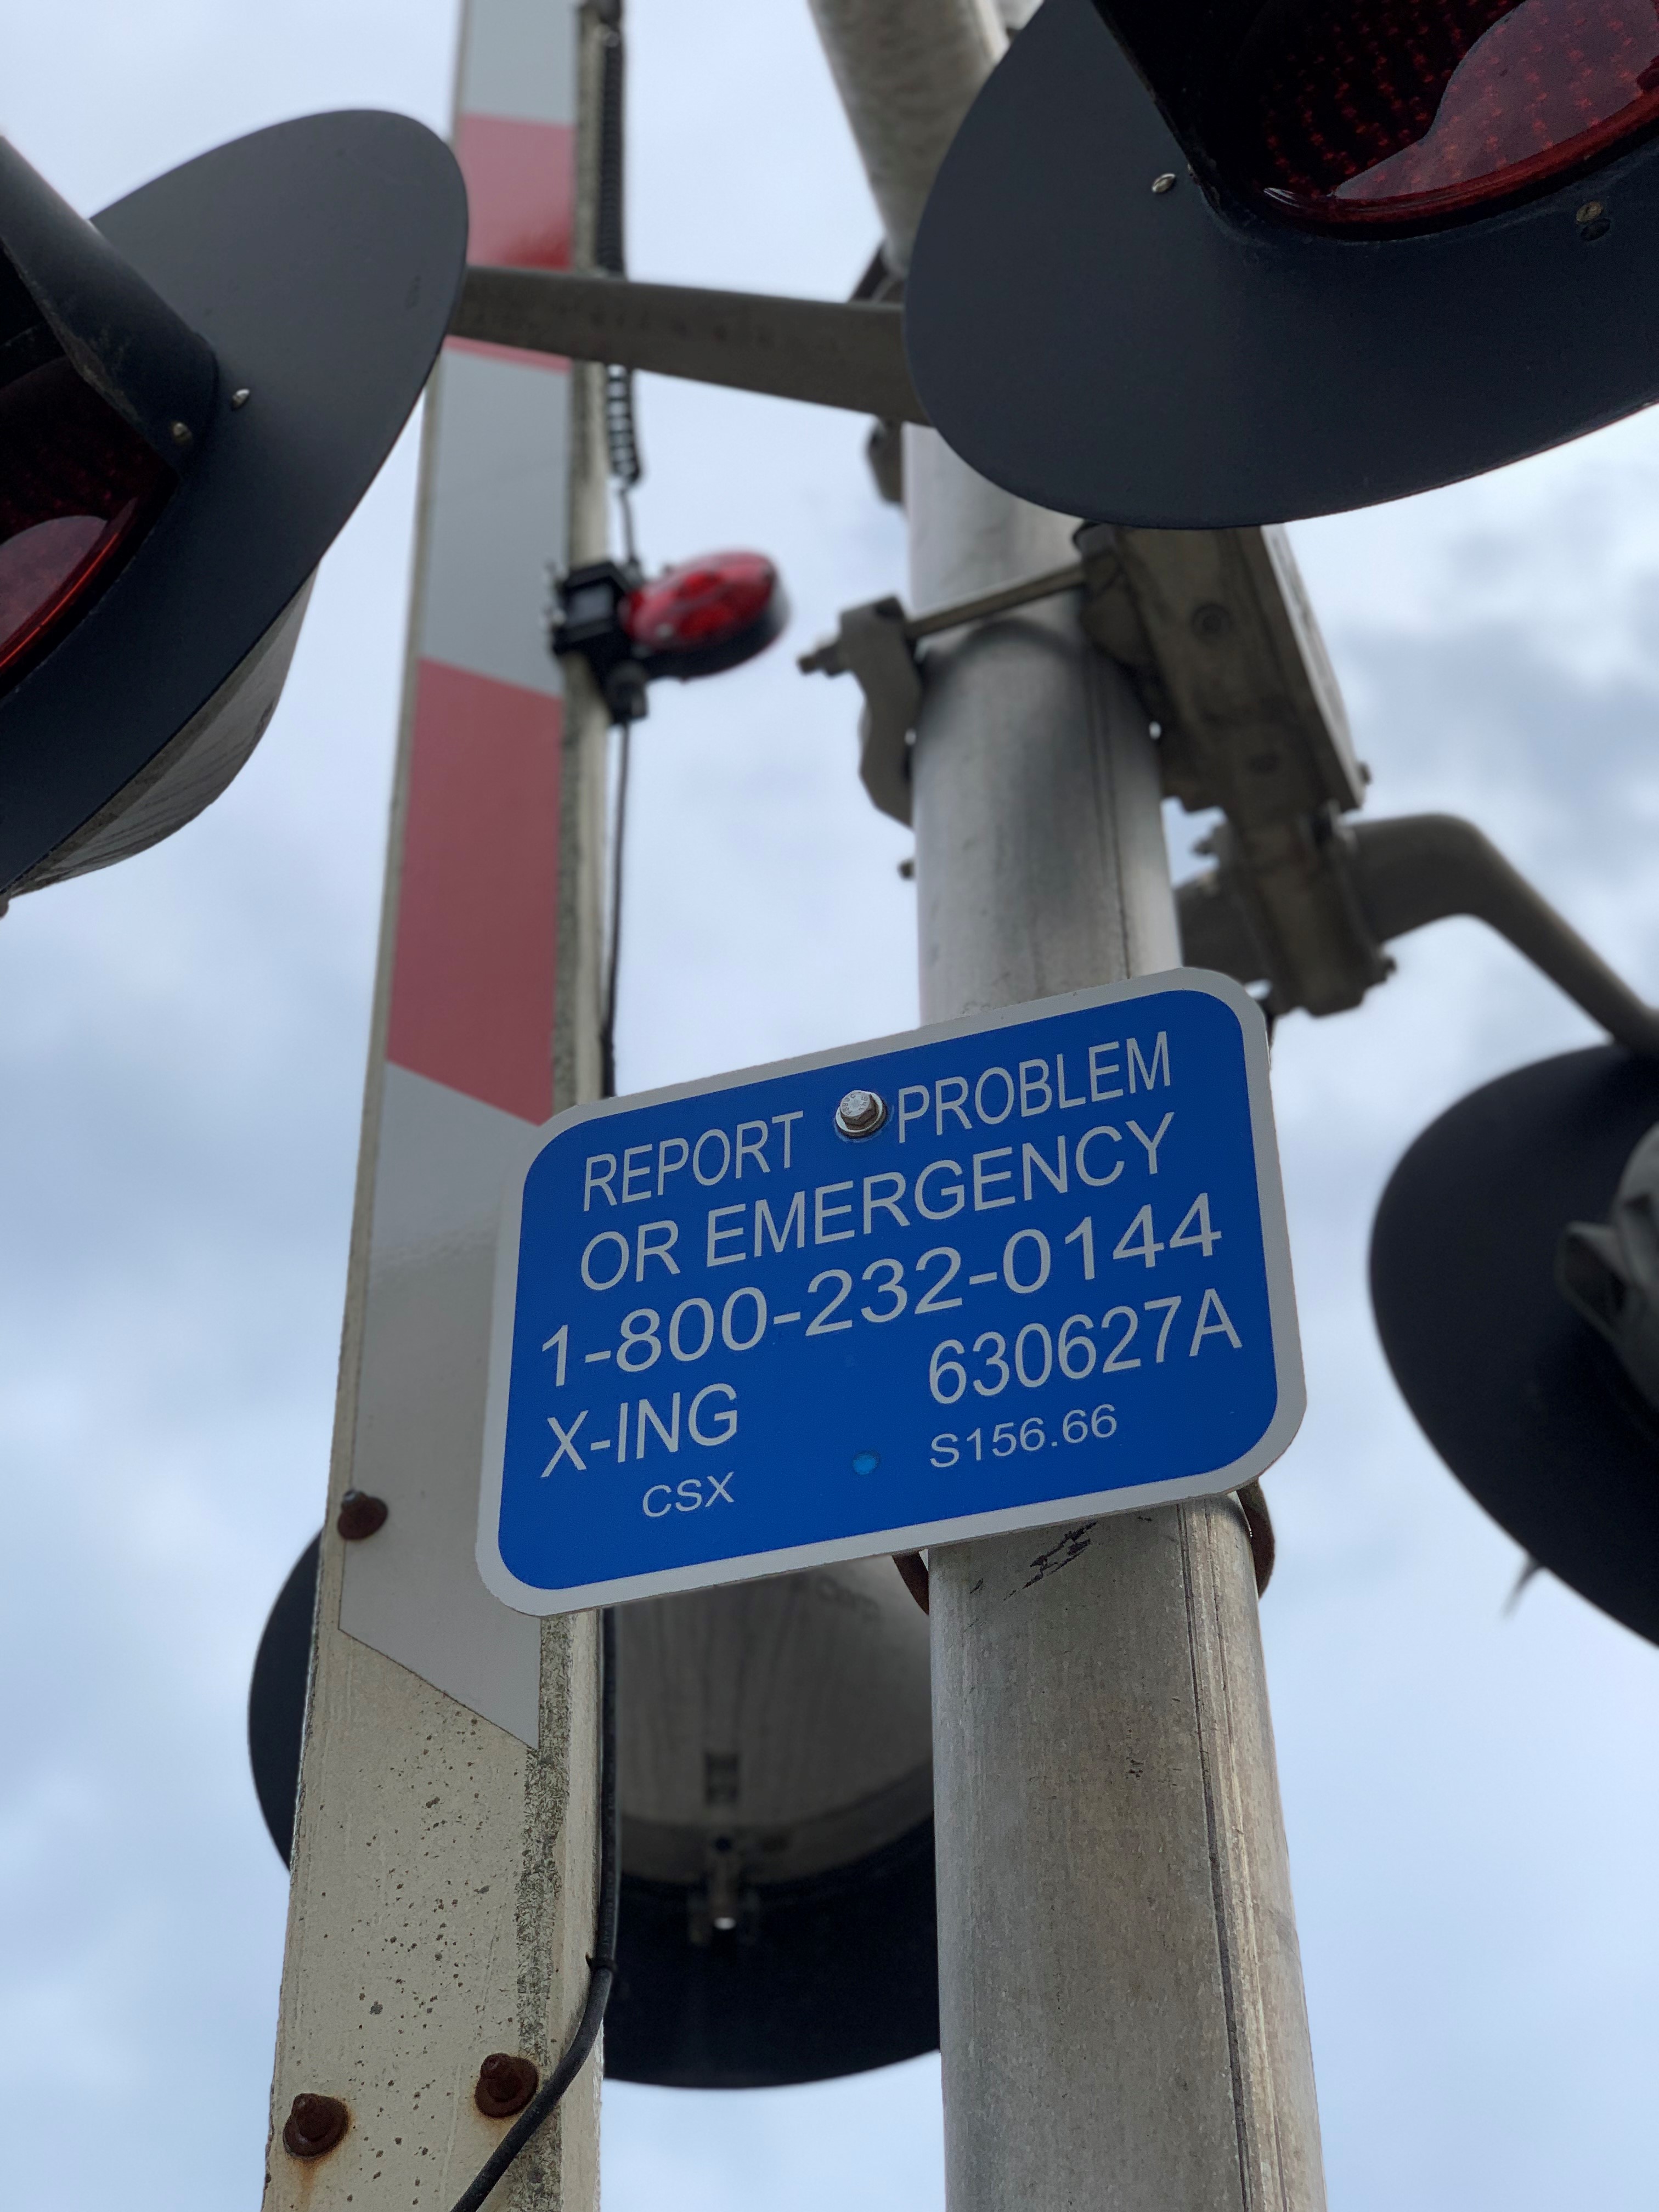 REPORT PROBLEM
OR EMERGENCY
1-800-232-0144
X-ING 630627A
CSX S156.66